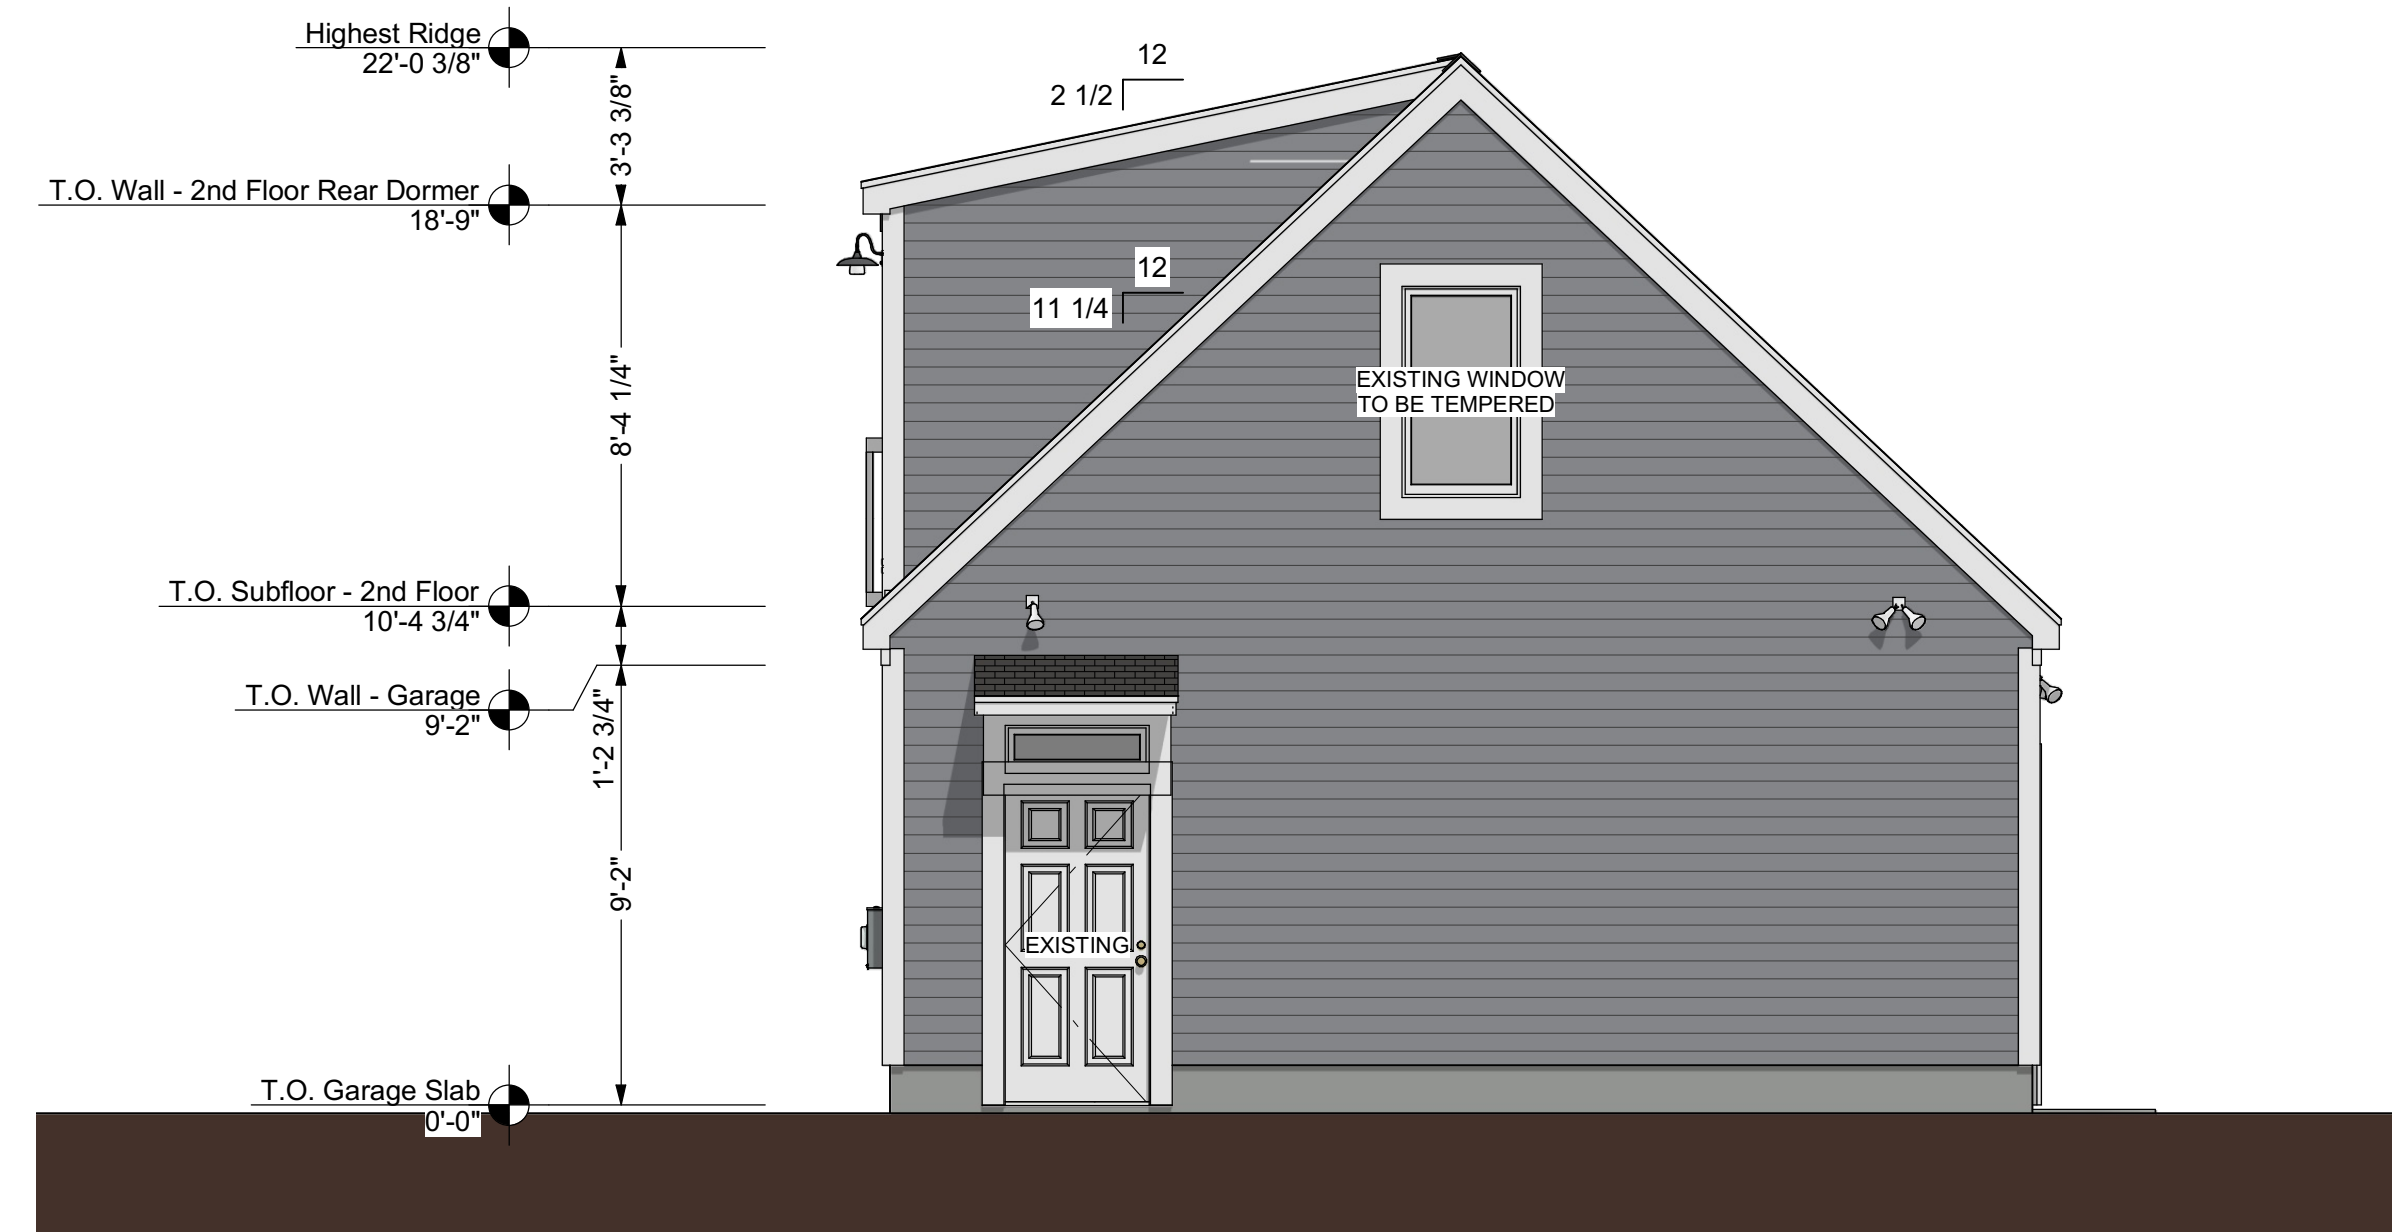 Highest Ridge
22'-0 3/8"
3'-3 3/8"
T.O. Wall - 2nd Floor Rear Dormer
18'-9"
8'-4 1/4"
T.O. Subfloor - 2nd Floor
10'-4 3/4"
T.O. Wall - Garage
9'-2"
1'-2 3/4"
9'-2"
T.O. Garage Slab
0'-0"
12
2 1/2
12
11 1/4
EXISTING WINDOW
TO BE TEMPERED
EXISTING